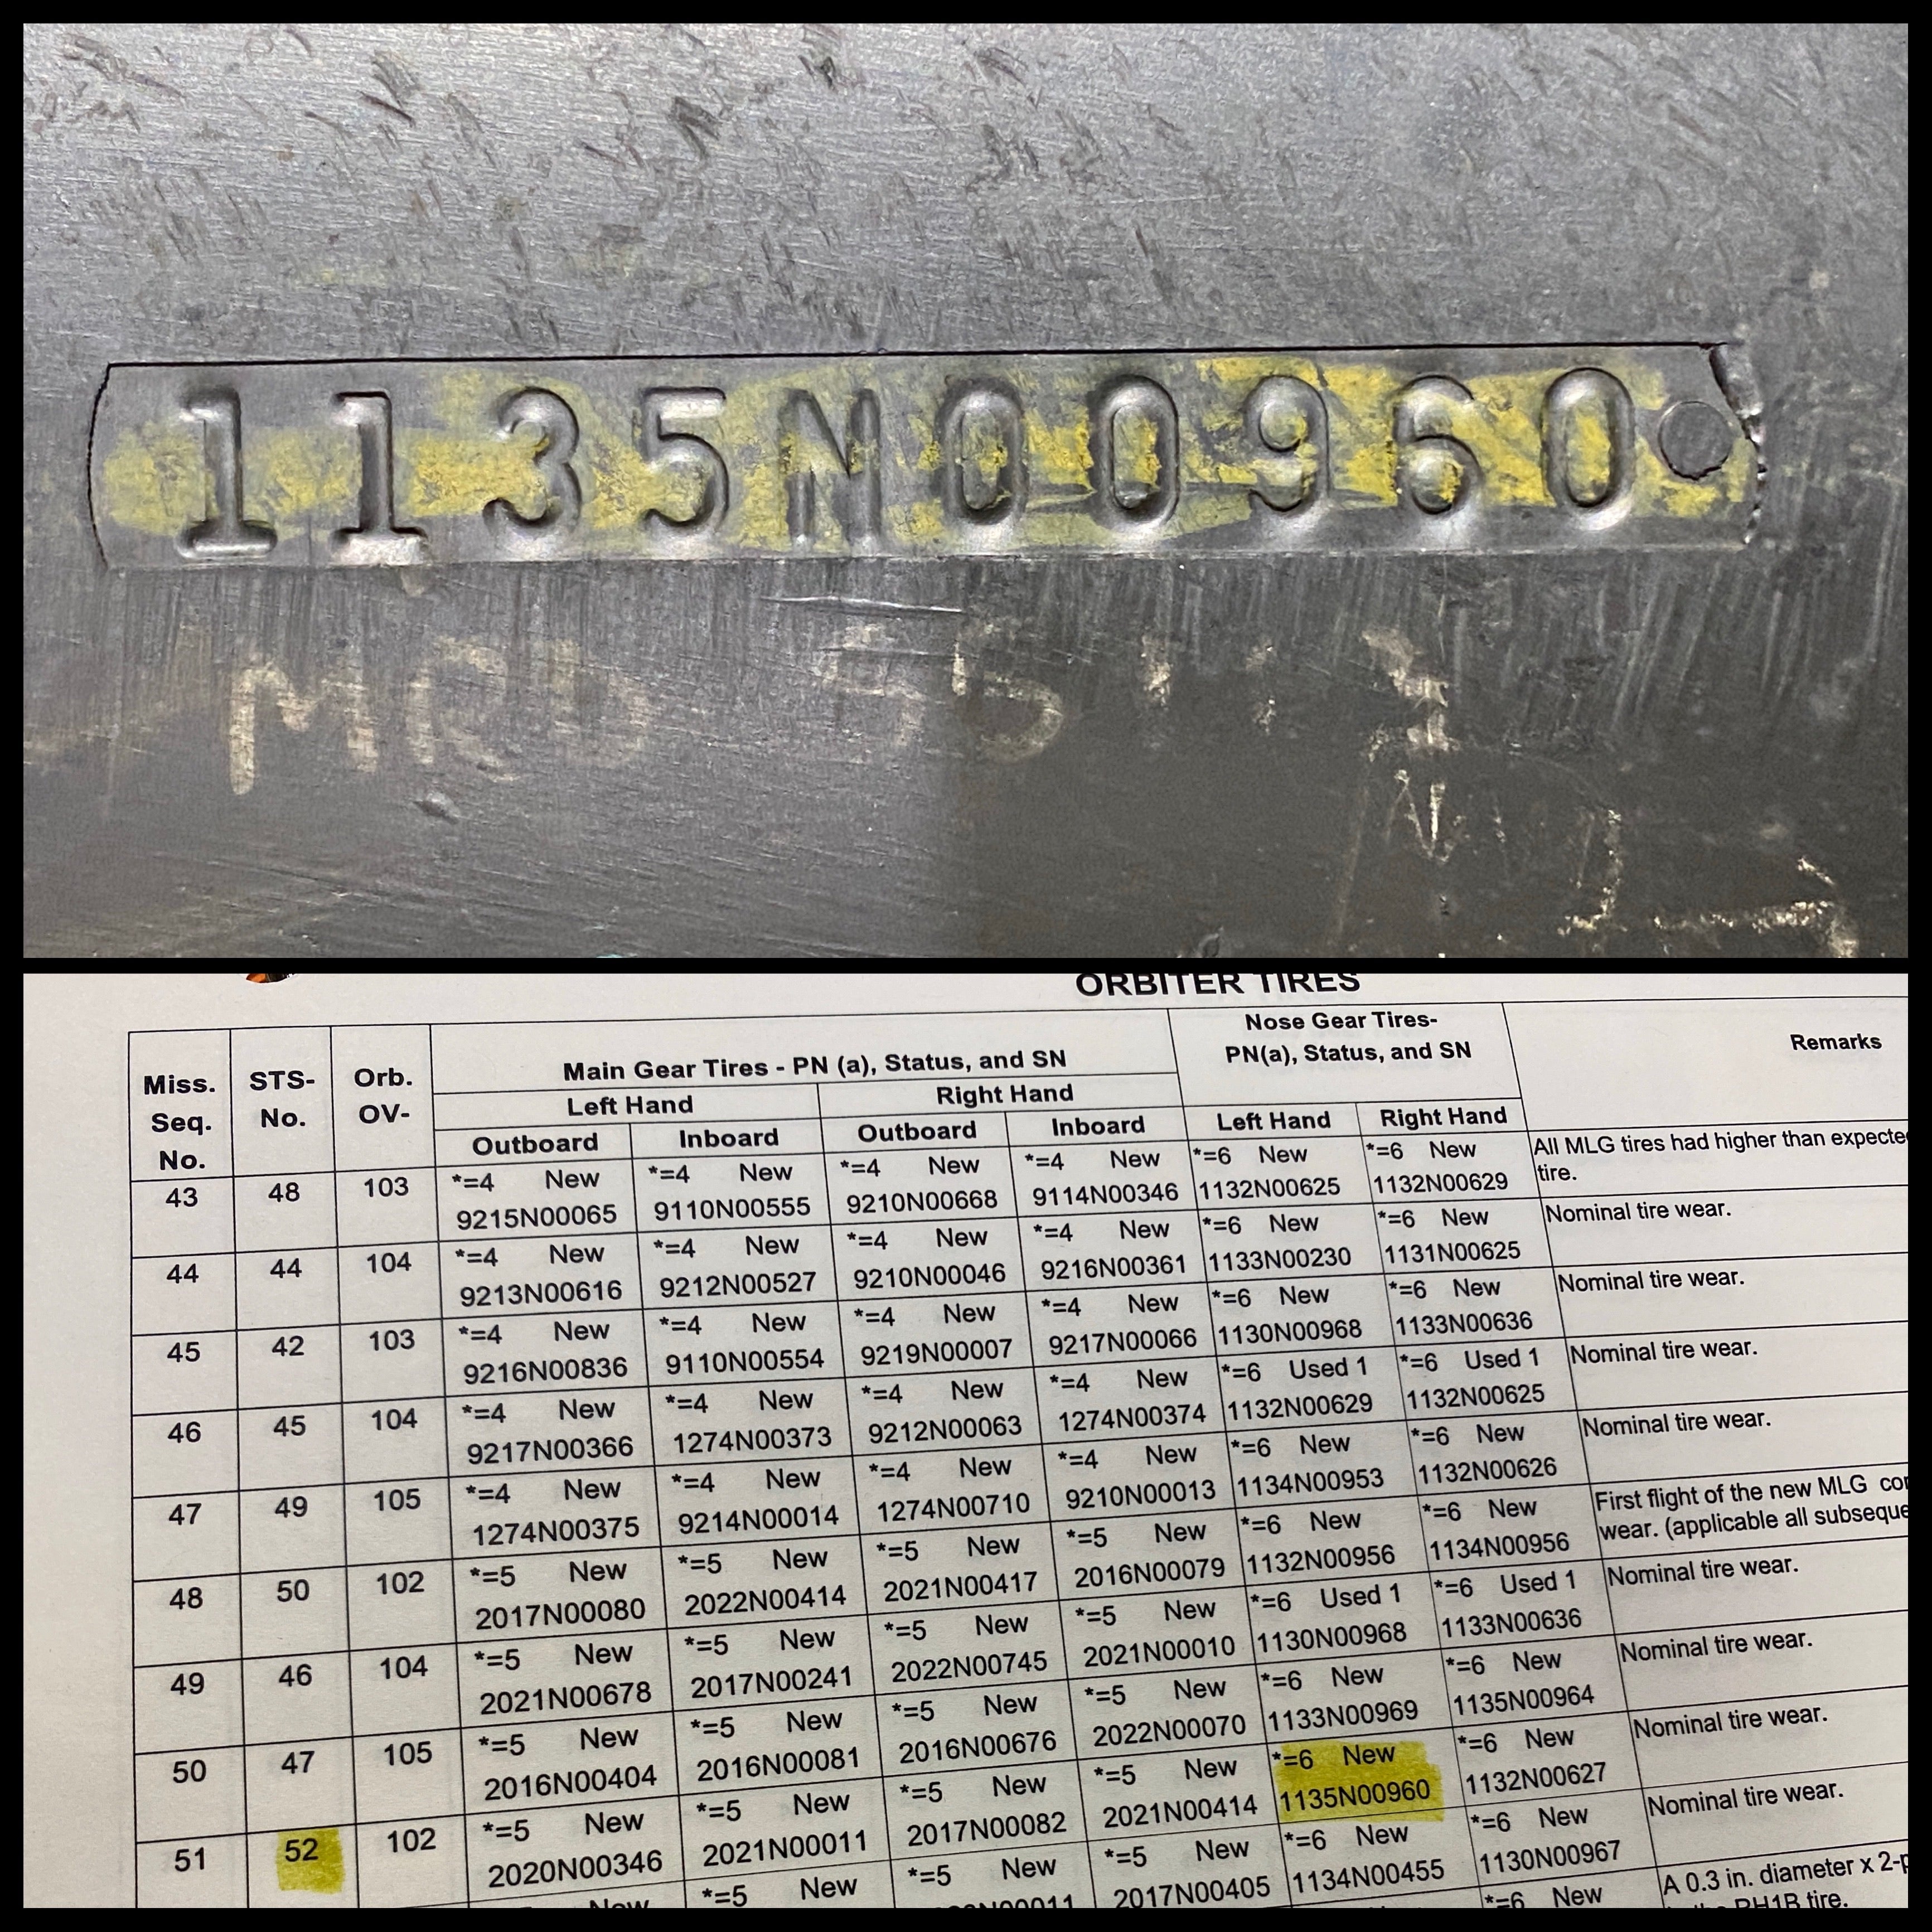 1135N00960
ORBITER TIRES
Miss. Seq. No.
STS- No.
Orb. OV-
Main Gear Tires - PN (a), Status, and SN
Nose Gear Tires-
PN(a), Status, and SN
Remarks
Left Hand Right Hand
Outboard Inboard Outboard Inboard Left Hand Right Hand
*=4 New *=4 New *=4 New *=4 New *=6 New *=6 New All MLG tires had higher than expecte
43 48 103 9215N00065 9110N00555 9210N00668 9114N00346 1132N00625 1132N00629 tire.
*=4 New *=4 New *=4 New *=4 New *=6 New *=6 New Nominal tire wear.
44 44 104 9213N00616 9212N00527 9210N00046 9216N00361 1133N00230 1131N00625
*=4 New *=4 New *=4 New *=4 New *=6 New *=6 New Nominal tire wear.
45 42 103 9216N00836 9110N00554 9219N00007 9217N00066 1130N00968 1133N00636
*=4 New *=4 New *=4 New *=4 New *=6 Used 1 *=6 Used 1 Nominal tire wear.
46 45 104 9217N00366 1274N00373 9212N00063 1274N00374 1132N00629 1132N00625
*=4 New *=4 New *=4 New *=4 New *=6 New *=6 New Nominal tire wear.
47 49 105 1274N00375 9214N00014 1274N00710 9210N00013 1134N00953 1132N00626
*=5 New *=5 New *=5 New *=5 New *=6 New *=6 New First flight of the new MLG
48 50 102 2017N00080 2022N00414 2021N00417 2016N00079 1132N00956 1134N00956 wear. (applicable all subseque
*=5 New *=5 New *=5 New *=5 New *=6 Used 1 *=6 Used 1 Nominal tire wear.
49 46 104 2021N00678 2017N00241 2022N00745 2021N00010 1130N00968 1133N00636
*=5 New *=5 New *=5 New *=5 New *=6 New *=6 New Nominal tire wear.
50 47 105 2016N00404 2016N00081 2016N00676 2022N00070 1133N00969 1135N00964
*=5 New *=5 New *=5 New *=5 New *=6 New *=6 New Nominal tire wear.
51 52 102 2020N00346 2021N00011 2017N00082 2021N00414 1135N00960 1132N00627
New *=5 New *=5 New *=5 New *=6 New *=6 New Nominal tire wear.
2017N00405 1134N00455 1130N00967
*=6 New A 0.3 in. diameter x 2-
RH1B tire.